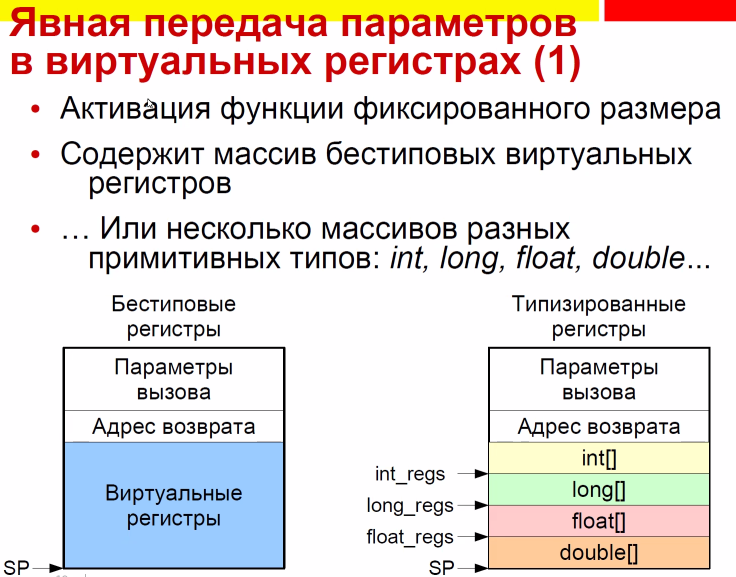 Явная передача параметров
в виртуальных регистрах (1)
• Активация функции фиксированного размера
• Содержит массив бестиповых виртуальных
регистров
• … Или несколько массивов разных
примитивных типов: int, long, float, double...
Бестиповые
регистры
Параметры
вызова
Адрес возврата
Виртуальные
регистры
SP
Типизированные
регистры
Параметры
вызова
Адрес возврата
int[]
int_regs
long[]
long_regs
float[]
float_regs
double[]
SP